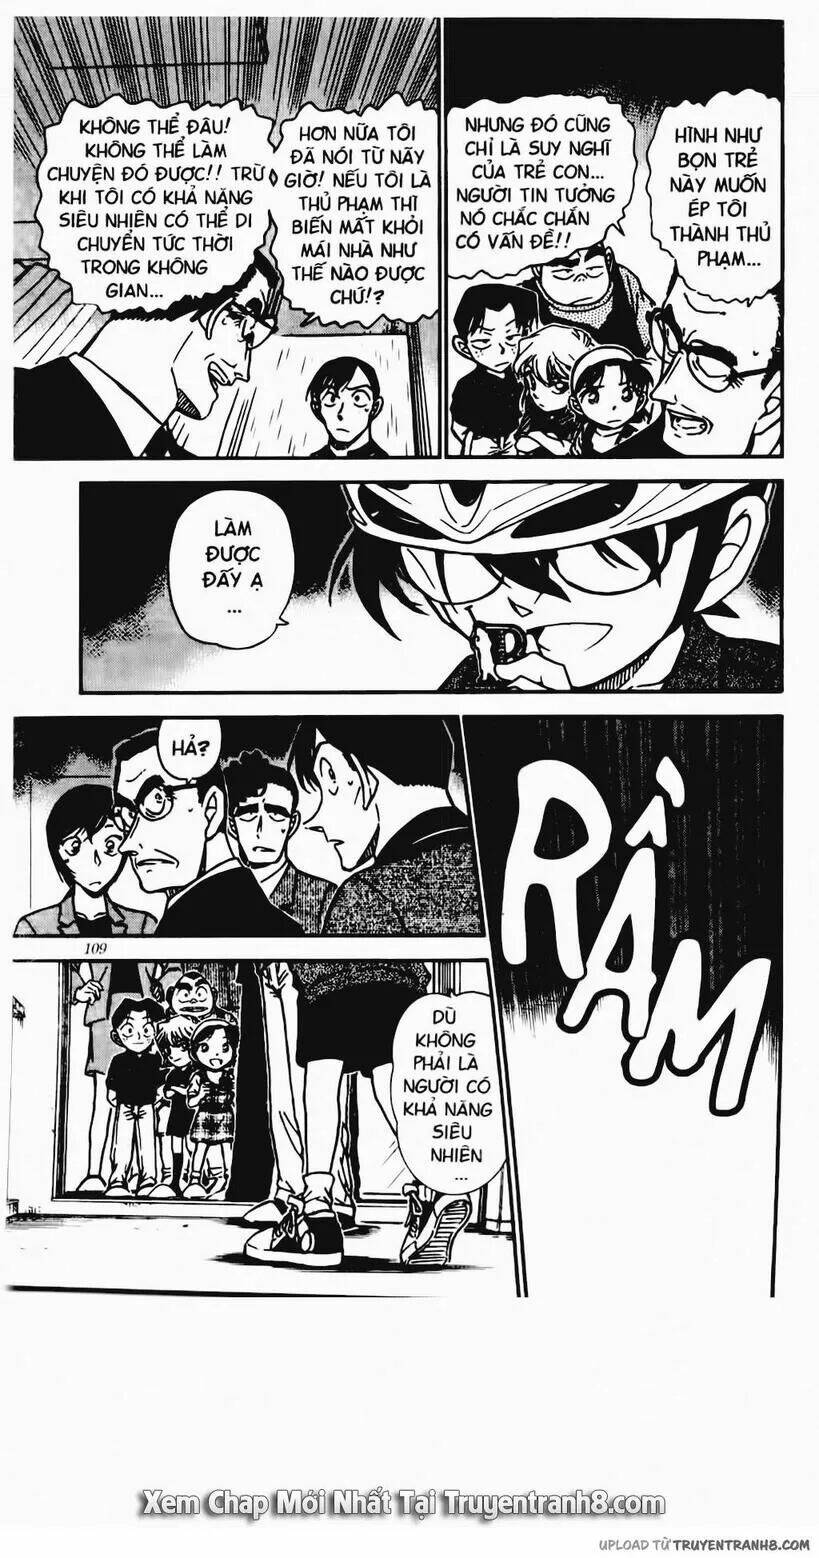 HÌNH NHƯ
BỌN TRẺ
NÀY MUỐN
ÉP TÔI
THÀNH THỦ
PHẠM...
NHƯNG ĐÓ CŨNG
CHỈ LÀ SUY NGHĨ
CỦA TRẺ CON...
NGƯỜI TIN TƯỞNG
NÓ CHẮC CHẮN
CÓ VẤN ĐỀ!!
HƠN NỮA TÔI
ĐÃ NÓI TỪ NÃY
GIỜ! NẾU TÔI LÀ
THỦ PHẠM THÌ
BIẾN MẤT KHỎI
MÁI NHÀ NHƯ
THẾ NÀO ĐƯỢC
CHỨ!?
KHÔNG THỂ ĐÂU!
KHÔNG THỂ LÀM
CHUYỆN ĐÓ ĐƯỢC!! TRỪ
KHI TÔI CÓ KHẢ NĂNG
SIÊU NHIÊN CÓ THỂ DI
CHUYỂN TỨC THỜI
TRONG KHÔNG
GIAN...
LÀM
ĐƯỢC
ĐẤY Ạ
...
RẦM
HẢ?
109
DÙ
KHÔNG
PHẢI LÀ
NGƯỜI CÓ
KHẢ NĂNG
SIÊU
NHIÊN
...
Xem Chap Mới Nhất Tại Truyentranh8.com
UPLOAD TỪ TRUYENTRANH8.COM